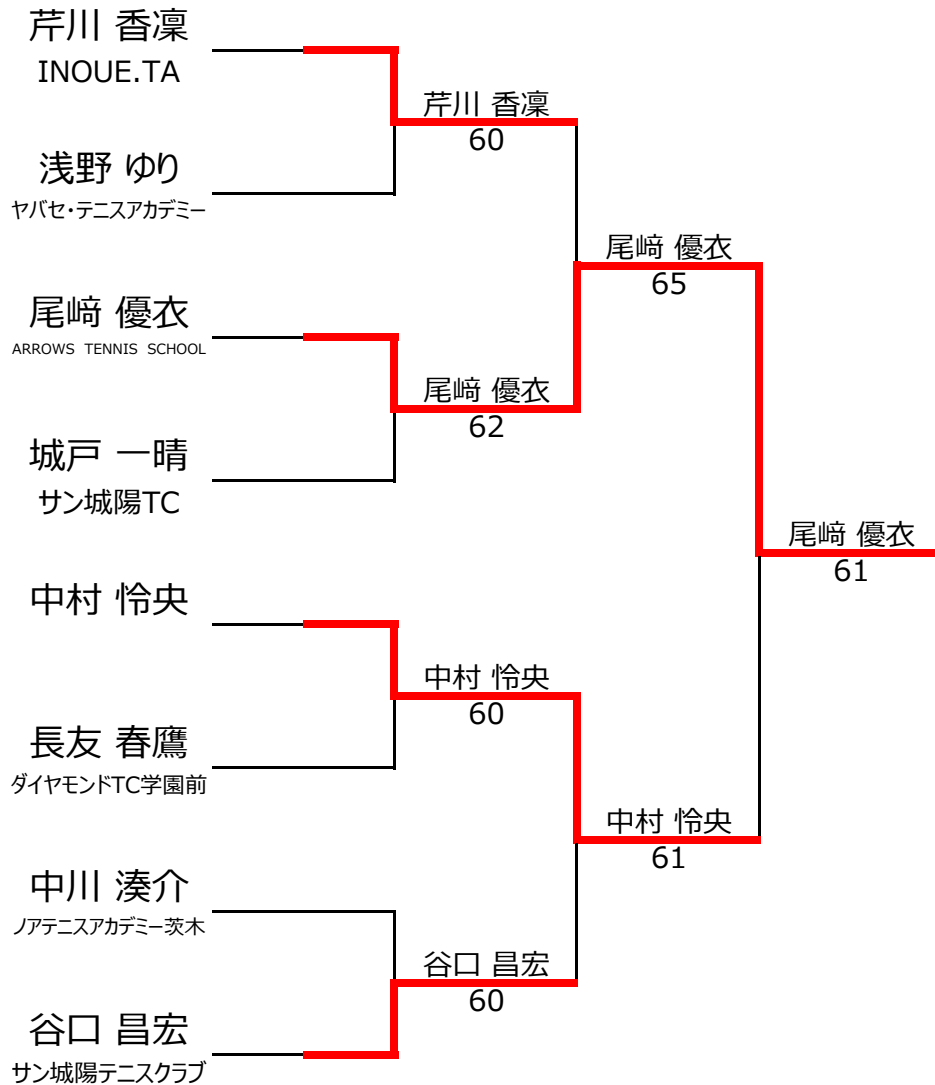 芹川 香凜
INOUE.TA
浅野 ゆり
ヤバセ・テニスアカデミー
尾﨑 優衣
ARROWS TENNIS SCHOOL
城戸 一晴
サン城陽TC
中村 怜央
長友 春鷹
ダイヤモンドTC学園前
中川 湊介
ノアテニスアカデミー茨木
谷口 昌宏
サン城陽テニスクラブ
芹川 香凜
60
尾﨑 優衣
62
中村 怜央
60
谷口 昌宏
60
尾﨑 優衣
65
中村 怜央
61
尾﨑 優衣
61